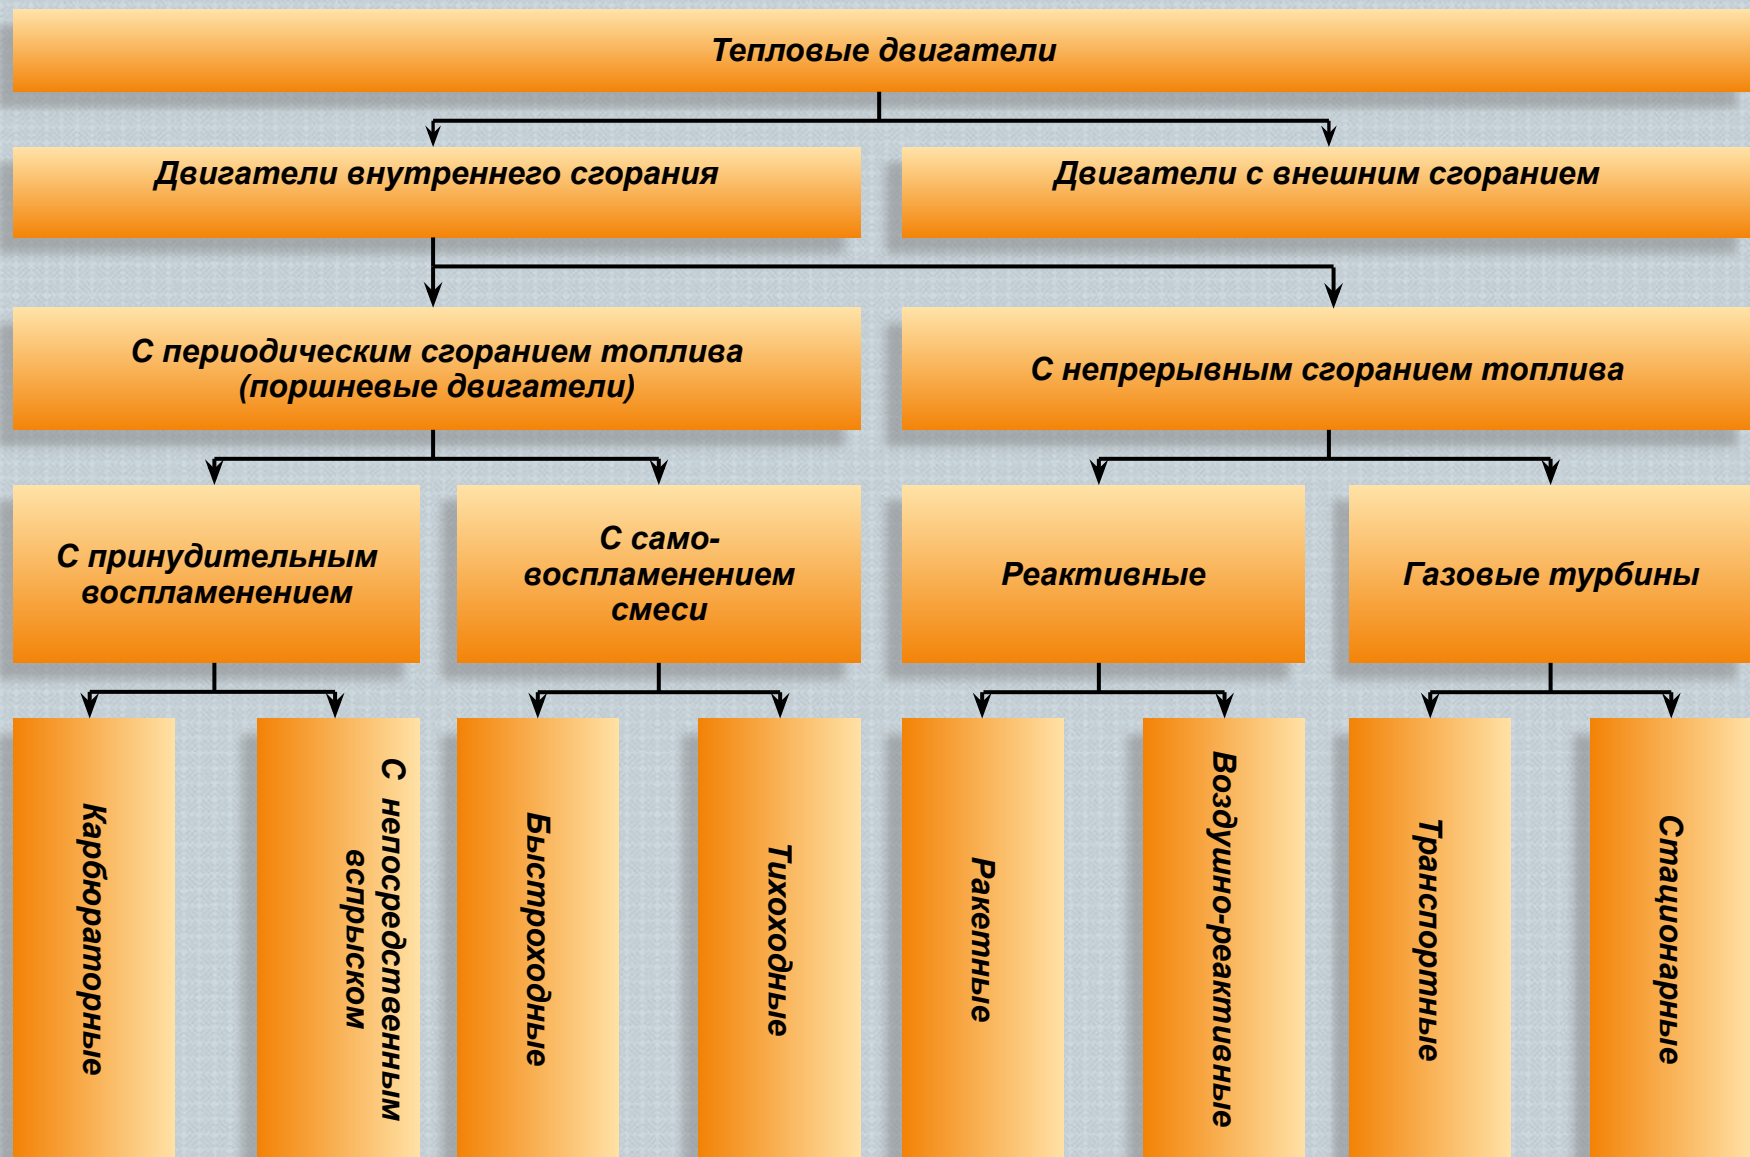 Тепловые двигатели
Двигатели внутреннего сгорания
Двигатели с внешним сгоранием
С периодическим сгоранием топлива
(поршневые двигатели)
С непрерывным сгоранием топлива
С принудительным
воспламенением
С само-
воспламенением
смеси
Реактивные
Газовые турбины
Карбюраторные
С непосредственным
вспрыском
Быстроходные
Тихоходные
Ракетные
Воздушно-реактивные
Транспортные
Стационарные